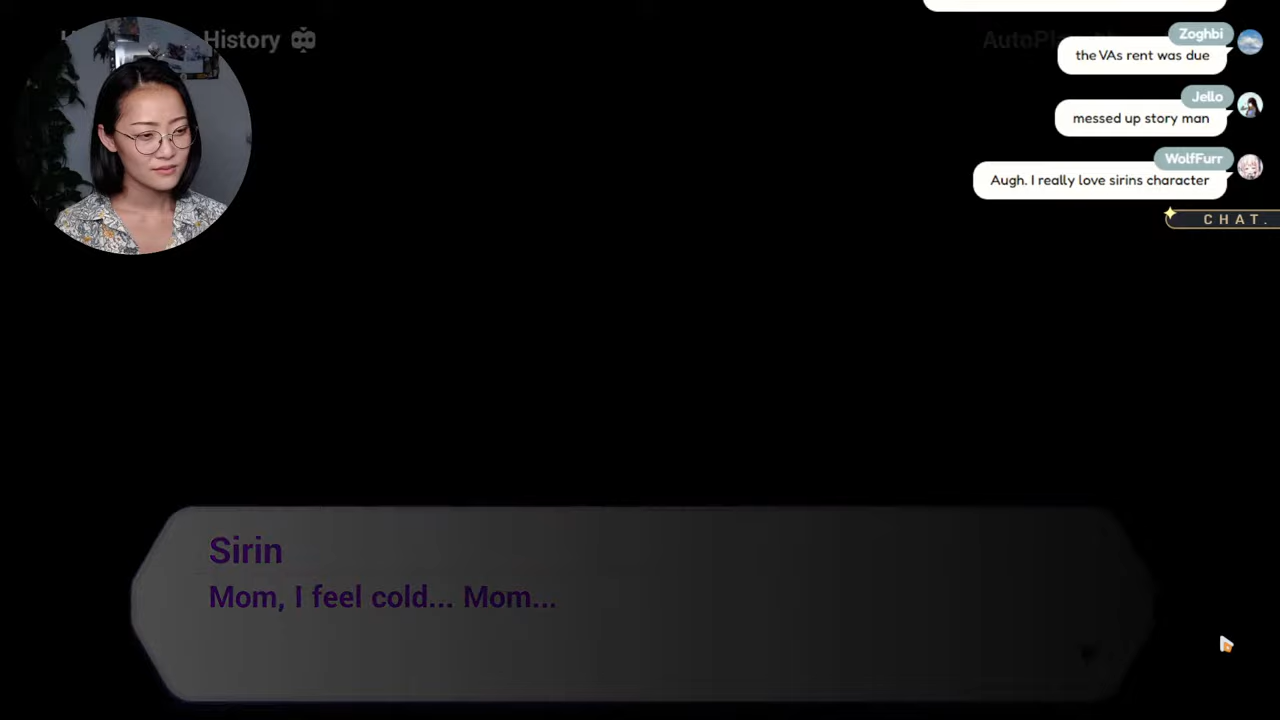 History
AutoPl
Zoghbi
the VAs rent was due
Jello
messed up story man
WolfFurr
Augh. I really love sirins character
CHAT.
Sirin
Mom, I feel cold... Mom...